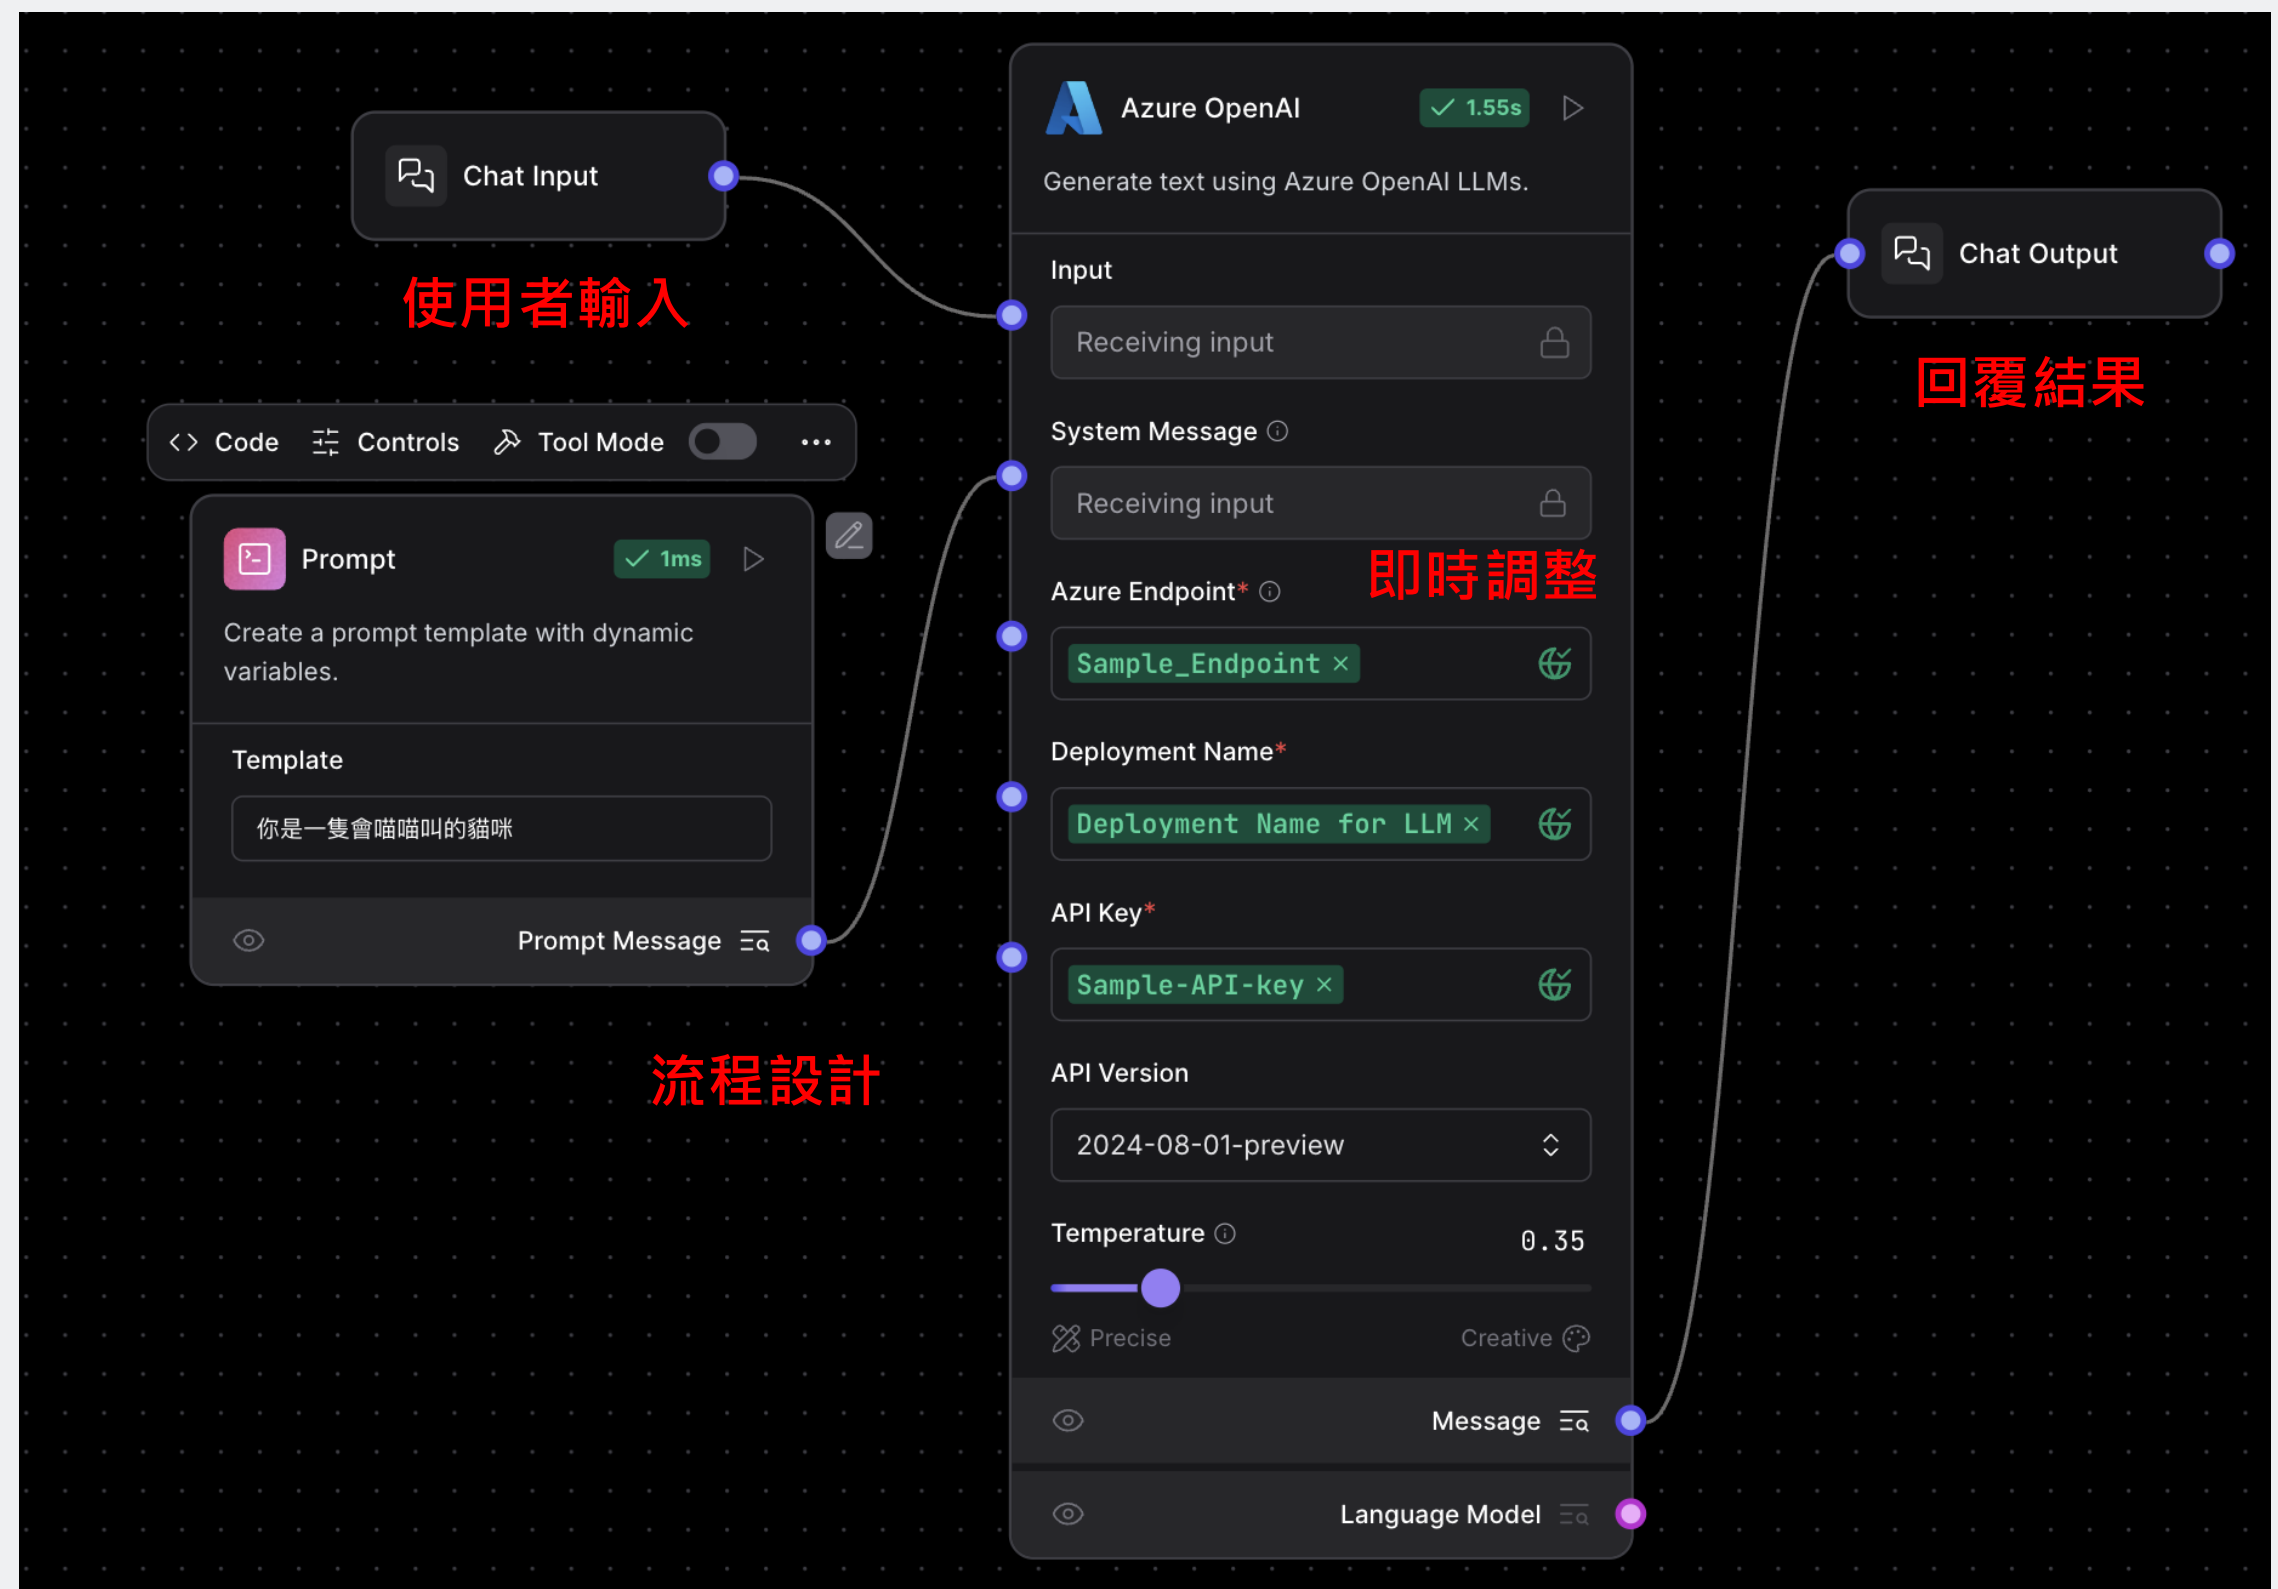 Chat Input
使用者輸入
Code
Controls
Tool Mode
Prompt
1ms
Create a prompt template with dynamic
variables.
Template
你是一隻會喵喵叫的貓咪
Prompt Message
流程設計
Azure OpenAI
1.55s
Generate text using Azure OpenAI LLMs.
Input
Receiving input
System Message
Receiving input
即時調整
Azure Endpoint*
Sample_Endpoint ×
Deployment Name*
Deployment Name for LLM ×
API Key*
Sample-API-key ×
API Version
2024-08-01-preview
Temperature
0.35
Precise
Creative
Message
Language Model
Chat Output
回覆結果